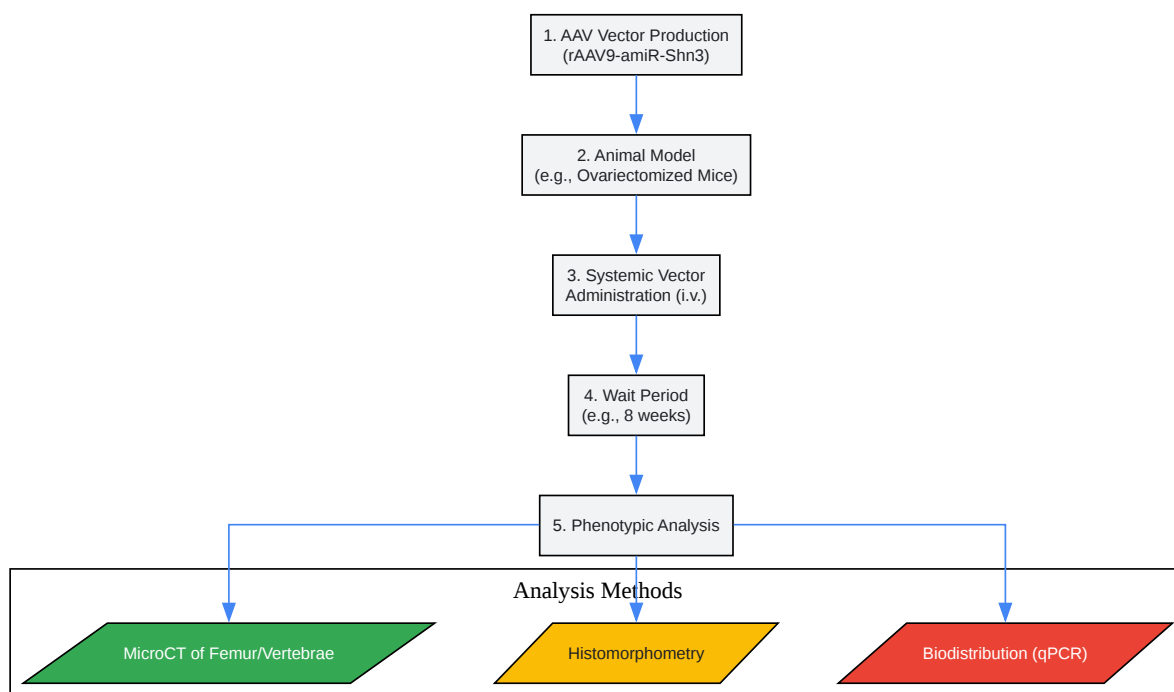 1. AAV Vector Production
(rAAV9-amiR-Shn3)
2. Animal Model
(e.g., Ovariectomized Mice)
3. Systemic Vector
Administration (i.v.)
4. Wait Period
(e.g., 8 weeks)
5. Phenotypic Analysis
Analysis Methods
MicroCT of Femur/Vertebrae
Histomorphometry
Biodistribution (qPCR)